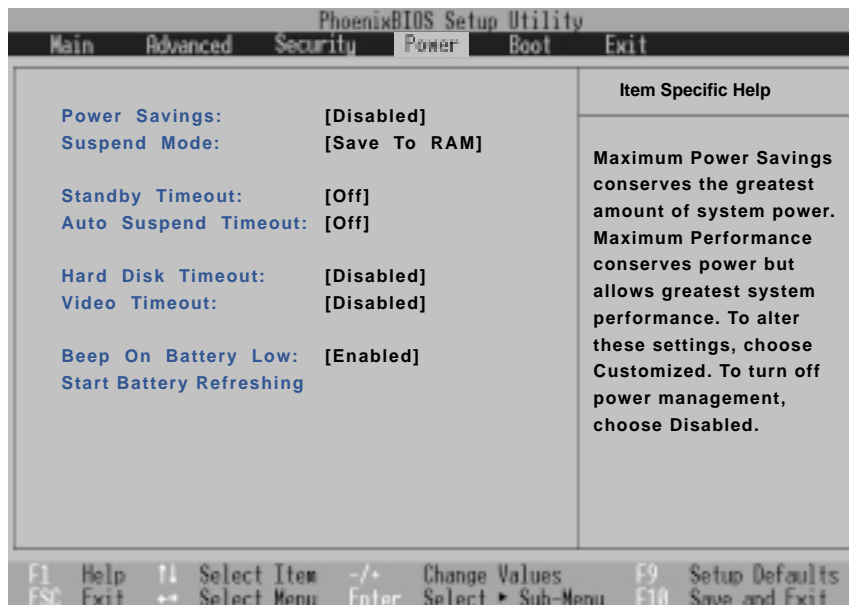 PhoenixBIOS Setup Utility
Main Advanced Security Power Boot Exit
Power Savings: [Disabled]
Suspend Mode: [Save To RAM]
Standby Timeout: [Off]
Auto Suspend Timeout: [Off]
Hard Disk Timeout: [Disabled]
Video Timeout: [Disabled]
Beep On Battery Low: [Enabled]
Start Battery Refreshing
Item Specific Help
Maximum Power Savings
conserves the greatest
amount of system power.
Maximum Performance
conserves power but
allows greatest system
performance. To alter
these settings, choose
Customized. To turn off
power management,
choose Disabled.
F1 Help ↑↓ Select Item -/+ Change Values F9 Setup Defaults
ESC Exit ←→ Select Menu Enter Select ▸ Sub-Menu F10 Save and Exit